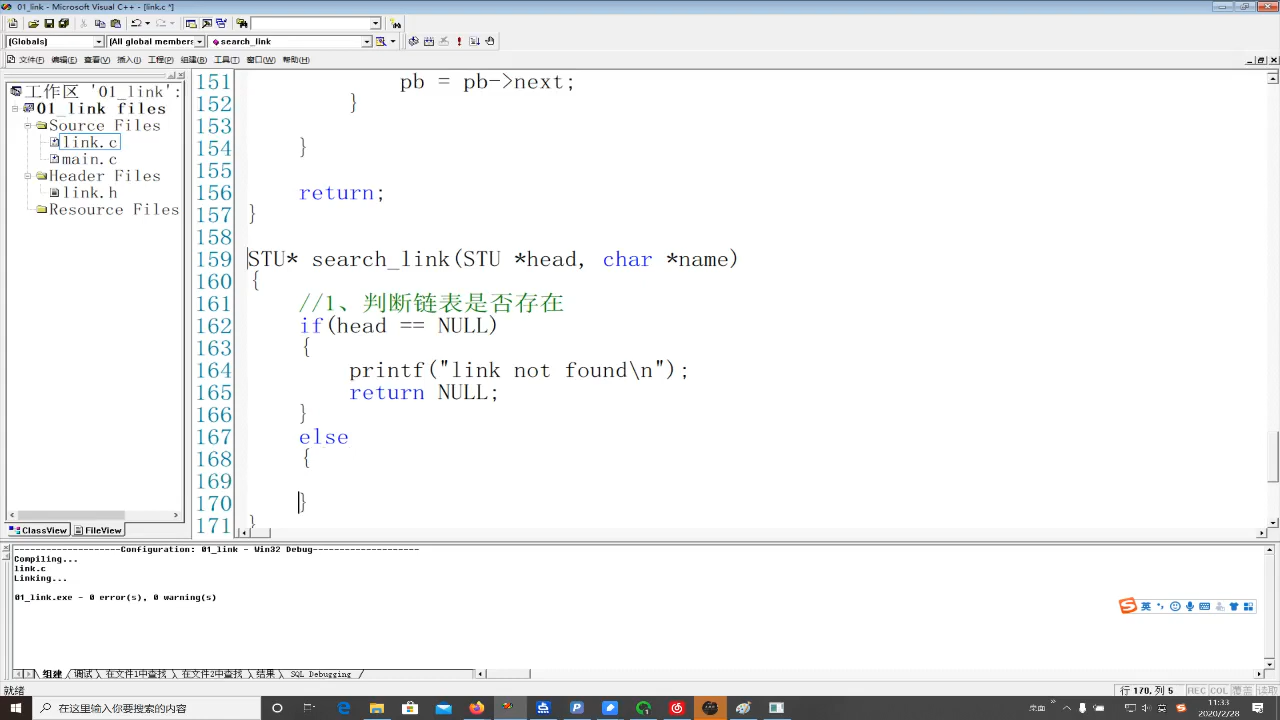 01_link - Microsoft Visual C++ - [link.c *]
(Globals) (All global members search_link
文件(F) 编辑(E) 查看(V) 插入(I) 工程(P) 组建(B) 工具(T) 窗口(W) 帮助(H)
工作区 '01_link':
01_link files
Source Files
link.c
main.c
Header Files
link.h
Resource Files
ClassView FileView
151 pb = pb->next;
152 }
153
154 }
155
156 return;
157 }
158
159 STU* search_link(STU *head, char *name)
160 {
161 //1、判断链表是否存在
162 if(head == NULL)
163 {
164 printf("link not found\n");
165 return NULL;
166 }
167 else
168 {
169
170 }
171 }
--------------------Configuration: 01_link - Win32 Debug--------------------
Compiling...
link.c
Linking...
01_link.exe - 0 error(s), 0 warning(s)
英
组建 调试 在文件1中查找 在文件2中查找 结果 SQL Debugging
就绪
行 170, 列 5 REC COL 覆盖 读取
在这里输入你要搜索的内容
英
11:33
2020/2/28